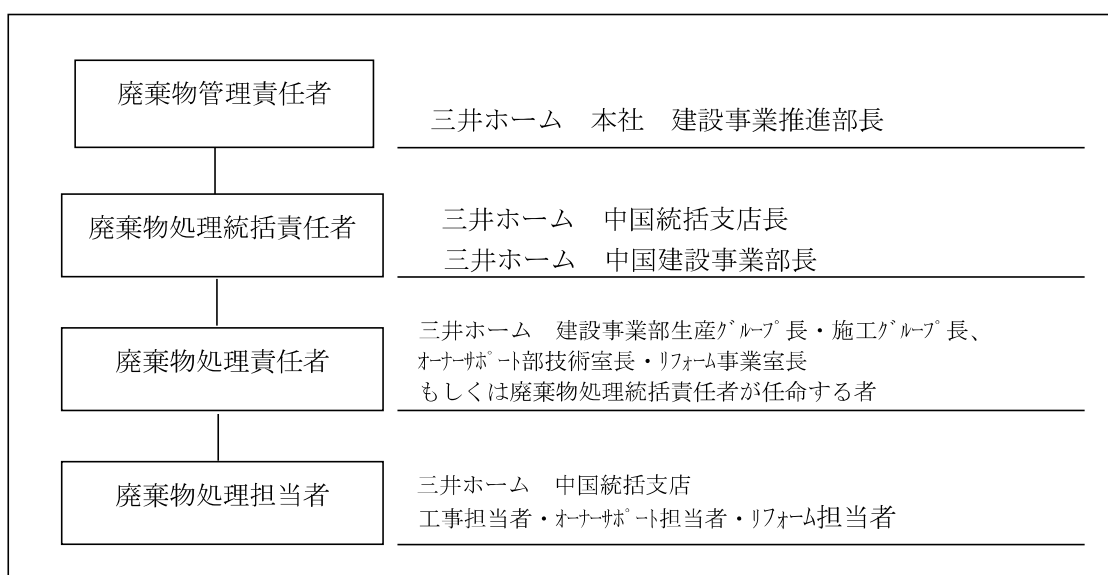 廃棄物管理責任者
三井ホーム　本社　建設事業推進部長
廃棄物処理統括責任者
三井ホーム　中国統括支店長
三井ホーム　中国建設事業部長
廃棄物処理責任者
三井ホーム　建設事業部生産ｸﾞﾙｰﾌﾟ長・施工ｸﾞﾙｰﾌﾟ長、
ｵｰﾅｰｻﾎﾟｰﾄ部技術室長・ﾘﾌｫｰﾑ事業室長
もしくは廃棄物処理統括責任者が任命する者
廃棄物処理担当者
三井ホーム　中国統括支店
工事担当者・ｵｰﾅｰｻﾎﾟｰﾄ担当者・ﾘﾌｫｰﾑ担当者